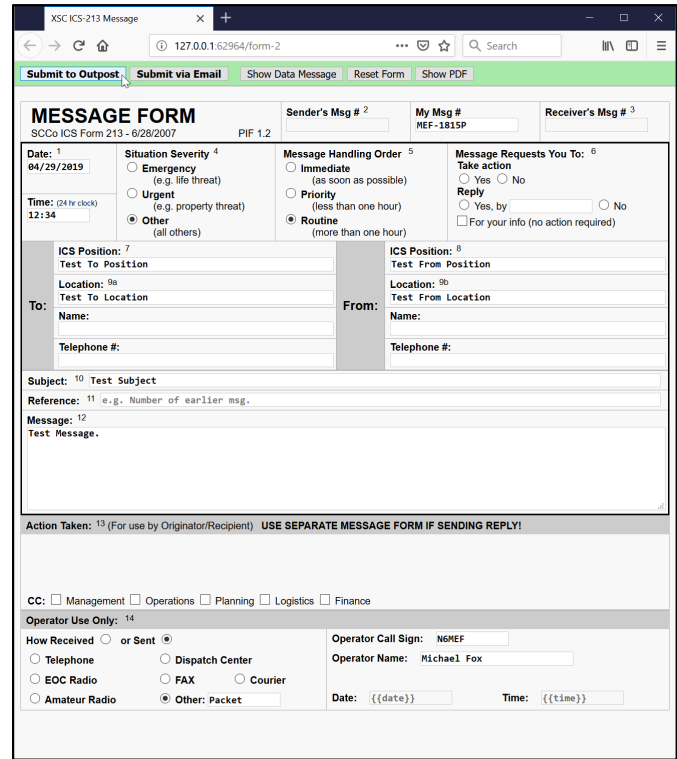 XSC ICS-213 Message
127.0.0.1:62964/form-2
Search
Submit to Outpost Submit via Email Show Data Message Reset Form Show PDF
MESSAGE FORM
SCCo ICS Form 213 - 6/28/2007 PIF 1.2
Sender's Msg # 2
My Msg #
MEF-1815P
Receiver's Msg # 3
Date: 1
04/29/2019
Time: (24 hr clock)
12:34
Situation Severity 4
Emergency
(e.g. life threat)
Urgent
(e.g. property threat)
Other
(all others)
Message Handling Order 5
Immediate
(as soon as possible)
Priority
(less than one hour)
Routine
(more than one hour)
Message Requests You To: 6
Take action
Yes No
Reply
Yes, by No
For your info (no action required)
To:
ICS Position: 7
Test To Position
Location: 9a
Test To Location
Name:
Telephone #:
From:
ICS Position: 8
Test From Position
Location: 9b
Test From Location
Name:
Telephone #:
Subject: 10 Test Subject
Reference: 11 e.g. Number of earlier msg.
Message: 12
Test Message.
Action Taken: 13 (For use by Originator/Recipient) USE SEPARATE MESSAGE FORM IF SENDING REPLY!
CC: Management Operations Planning Logistics Finance
Operator Use Only: 14
How Received or Sent
Telephone Dispatch Center
EOC Radio FAX Courier
Amateur Radio Other: Packet
Operator Call Sign: N6MEF
Operator Name: Michael Fox
Date: {{date}} Time: {{time}}